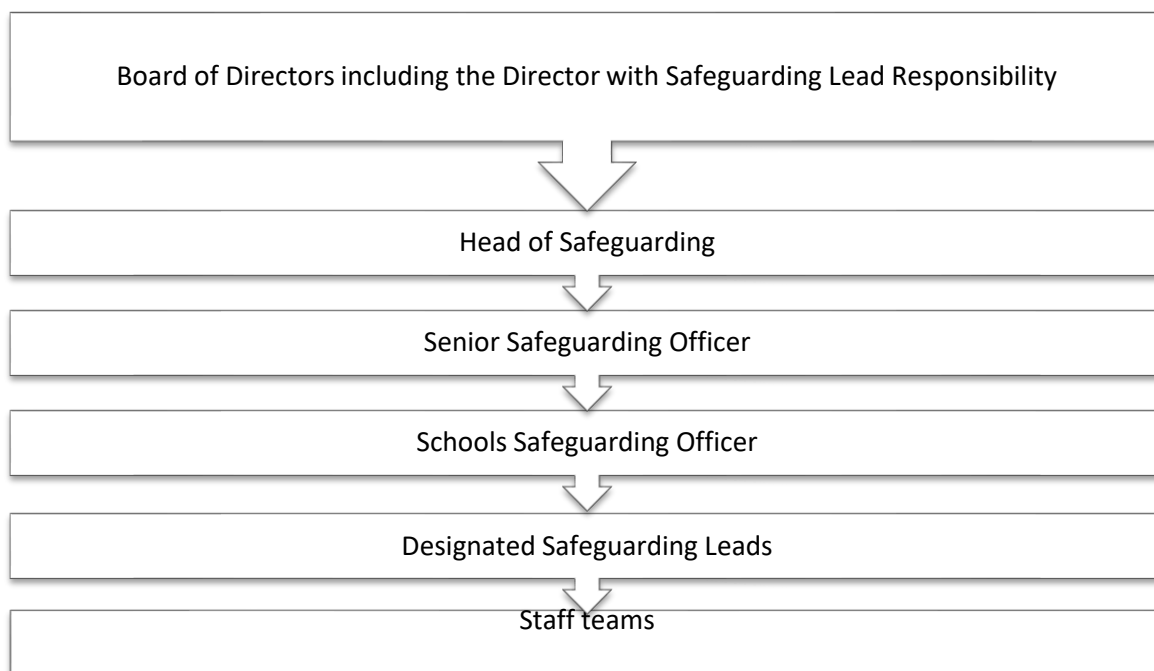 Board of Directors including the Director with Safeguarding Lead Responsibility
Head of Safeguarding
Senior Safeguarding Officer
Schools Safeguarding Officer
Designated Safeguarding Leads
Staff teams